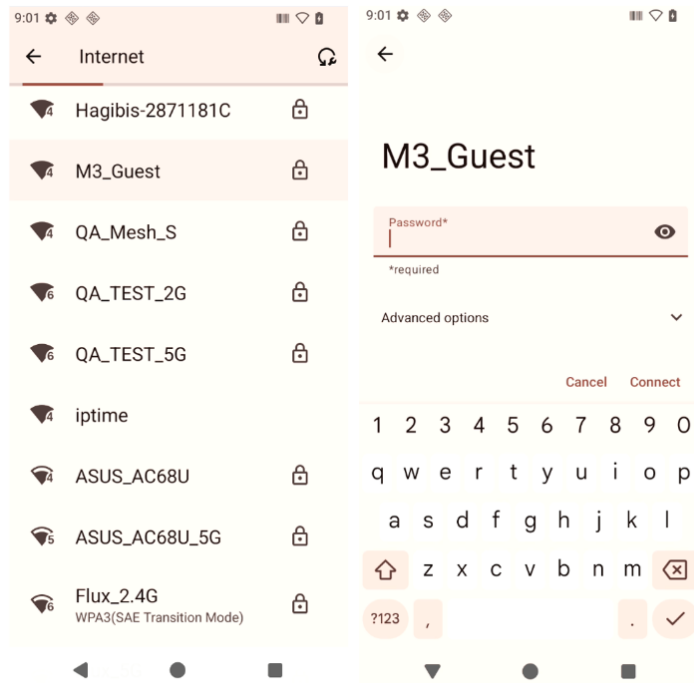 9:01
Internet
Hagibis-2871181C
M3_Guest
QA_Mesh_S
QA_TEST_2G
QA_TEST_5G
iptime
ASUS_AC68U
ASUS_AC68U_5G
Flux_2.4G
WPA3(SAE Transition Mode)
9:01
M3_Guest
Password*
*required
Advanced options
Cancel Connect
1 2 3 4 5 6 7 8 9 0
q w e r t y u i o p
a s d f g h j k l
z x c v b n m
?123 , .